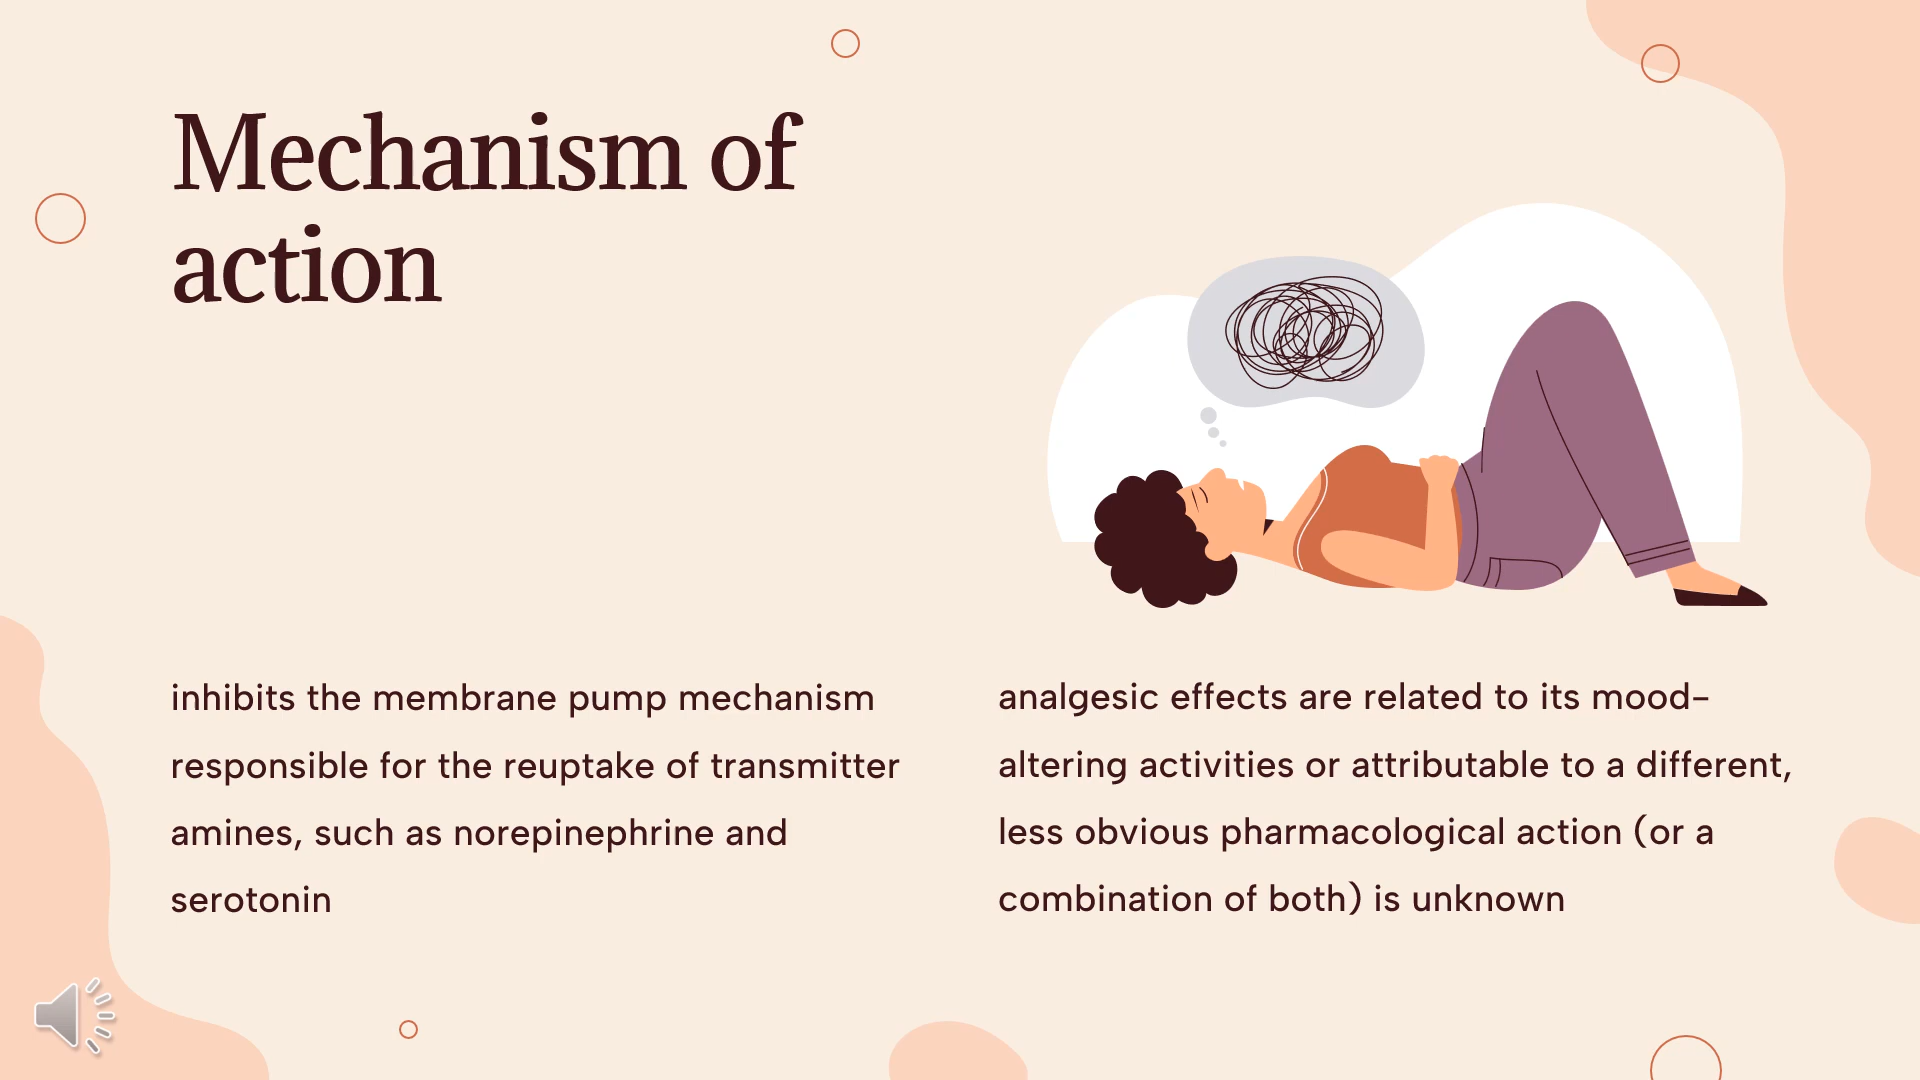 Mechanism of
action
inhibits the membrane pump mechanism
responsible for the reuptake of transmitter
amines, such as norepinephrine and
serotonin
analgesic effects are related to its mood-
altering activities or attributable to a different,
less obvious pharmacological action (or a
combination of both) is unknown